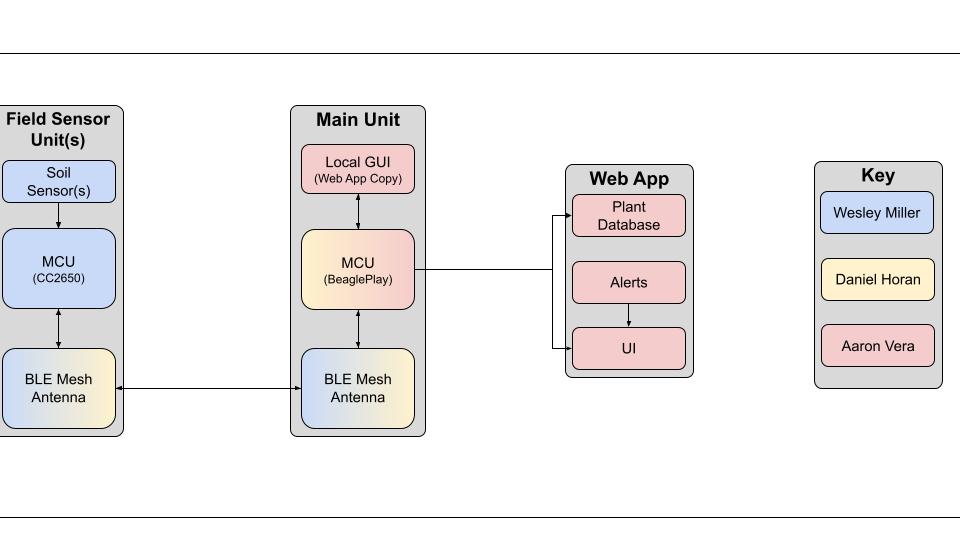 Field Sensor
Unit(s)
Soil
Sensor(s)
MCU
(CC2650)
BLE Mesh
Antenna
Main Unit
Local GUI
(Web App Copy)
MCU
(BeaglePlay)
BLE Mesh
Antenna
Web App
Plant
Database
Alerts
UI
Key
Wesley Miller
Daniel Horan
Aaron Vera